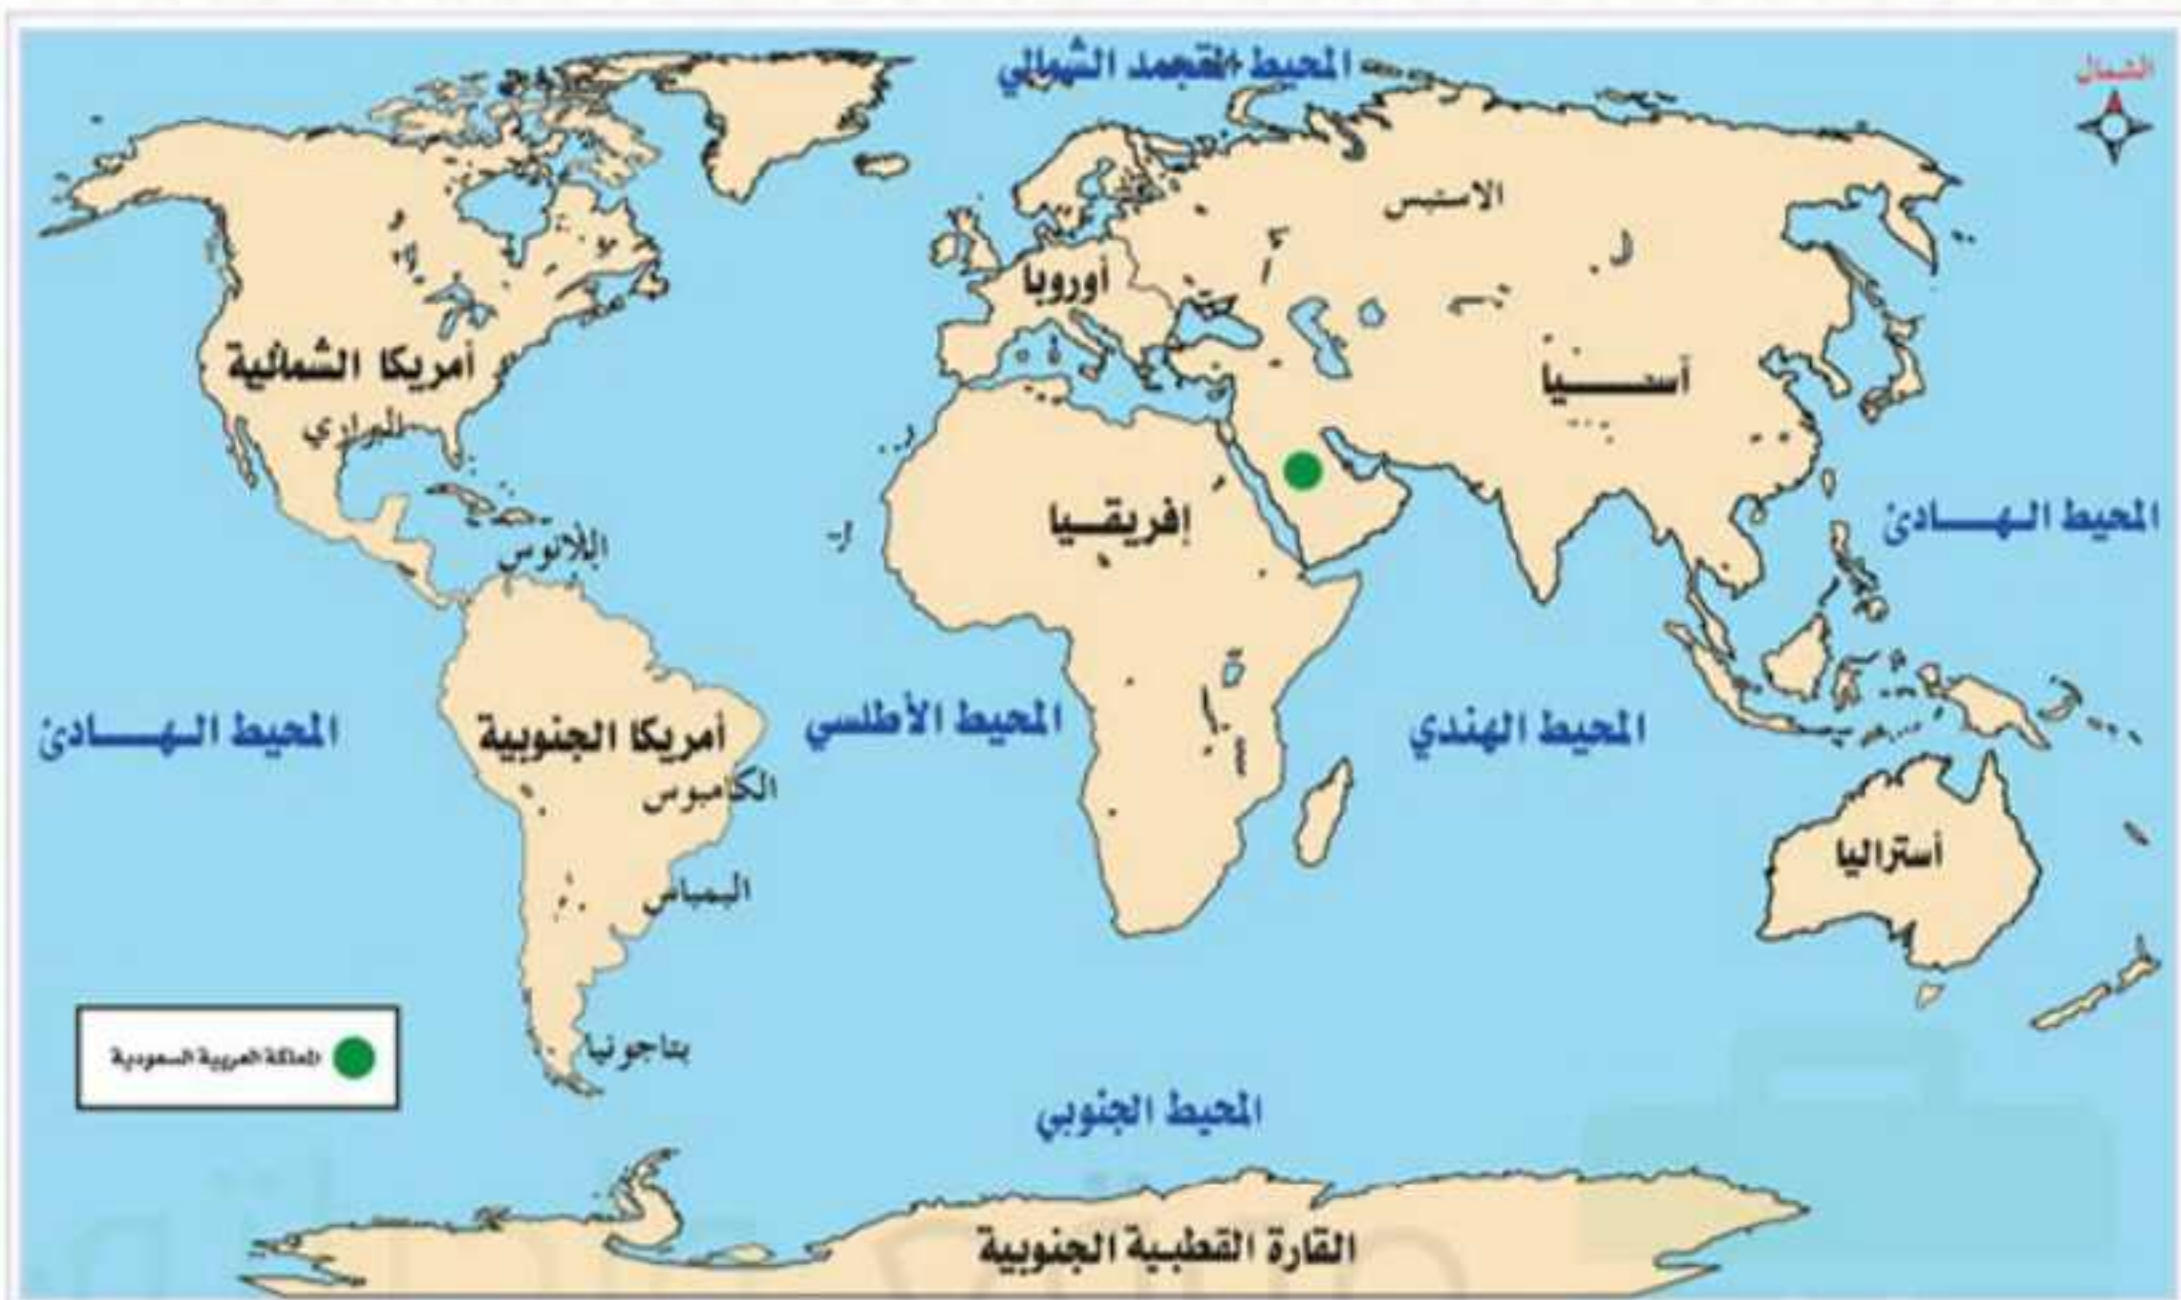 المحيط المتجمد الشمالي
الشمال
الاستبس
أوروبا
أمريكا الشمالية
آسيا
البراري
إفريقيا
المحيط الهادئ
اللانوس
المحيط الهادئ
أمريكا الجنوبية
المحيط الأطلسي
المحيط الهندي
الكامبوس
أستراليا
البمباس
بتاجونيا
المملكة العربية السعودية
المحيط الجنوبي
القارة القطبية الجنوبية